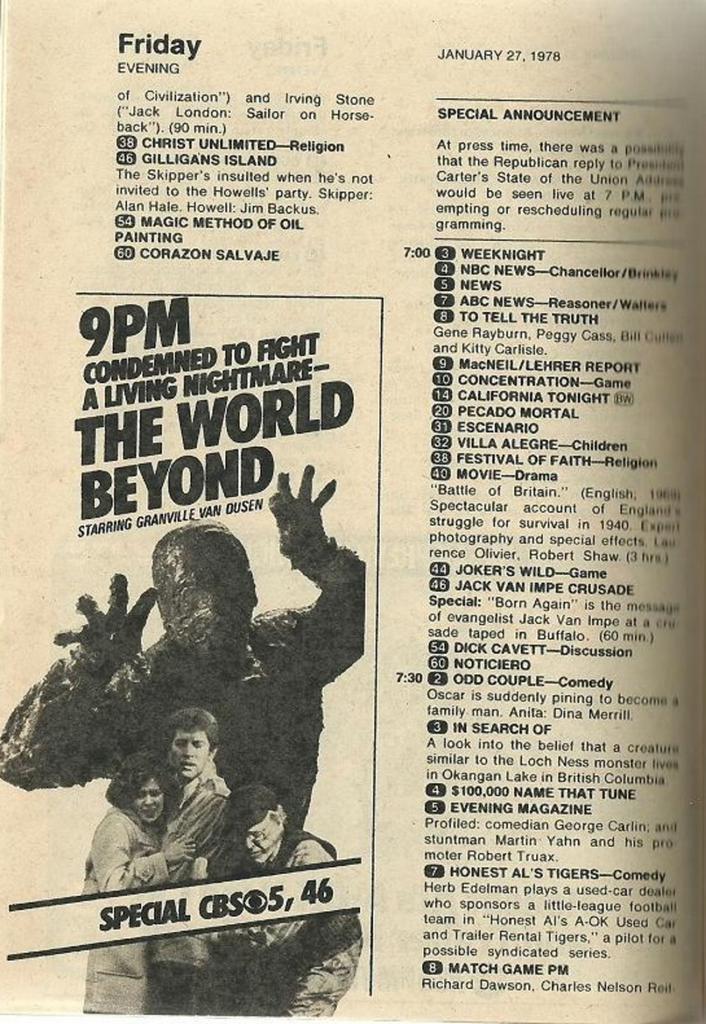 Friday
EVENING
of Civilization") and Irving Stone
("Jack London: Sailor on Horse-
back"). (90 min.)
38 CHRIST UNLIMITED—Religion
46 GILLIGANS ISLAND
The Skipper's insulted when he's not
invited to the Howells' party. Skipper:
Alan Hale. Howell: Jim Backus.
54 MAGIC METHOD OF OIL
PAINTING
60 CORAZON SALVAJE
9PM
CONDEMNED TO FIGHT
A LIVING NIGHTMARE—
THE WORLD
BEYOND
STARRING GRANVILLE VAN DUSEN
SPECIAL CBS 5, 46
JANUARY 27, 1978
SPECIAL ANNOUNCEMENT
At press time, there was a possibility
that the Republican reply to President
Carter's State of the Union Address
would be seen live at 7 P.M., pre-
empting or rescheduling regular pro-
gramming.
7:00 3 WEEKNIGHT
4 NBC NEWS—Chancellor/Brinkley
5 NEWS
7 ABC NEWS—Reasoner/Walters
8 TO TELL THE TRUTH
Gene Rayburn, Peggy Cass, Bill Cullen
and Kitty Carlisle.
9 MacNEIL/LEHRER REPORT
10 CONCENTRATION—Game
14 CALIFORNIA TONIGHT BW
20 PECADO MORTAL
31 ESCENARIO
32 VILLA ALEGRE—Children
38 FESTIVAL OF FAITH—Religion
40 MOVIE—Drama
"Battle of Britain." (English;
Spectacular account of England's
struggle for survival in 1940. Expert
photography and special effects. Lau-
rence Olivier, Robert Shaw. (3 hrs.)
44 JOKER'S WILD—Game
46 JACK VAN IMPE CRUSADE
Special: "Born Again" is the message
of evangelist Jack Van Impe at a cru-
sade taped in Buffalo. (60 min.)
54 DICK CAVETT—Discussion
60 NOTICIERO
7:30 2 ODD COUPLE—Comedy
Oscar is suddenly pining to become a
family man. Anita: Dina Merrill.
3 IN SEARCH OF
A look into the belief that a creature
similar to the Loch Ness monster lives
in Okangan Lake in British Columbia.
4 $100,000 NAME THAT TUNE
5 EVENING MAGAZINE
Profiled: comedian George Carlin; and
stuntman Martin Yahn and his pro-
moter Robert Truax.
7 HONEST AL'S TIGERS—Comedy
Herb Edelman plays a used-car dealer
who sponsors a little-league football
team in "Honest Al's A-OK Used Car
and Trailer Rental Tigers," a pilot for a
possible syndicated series.
8 MATCH GAME PM
Richard Dawson, Charles Nelson Reil-